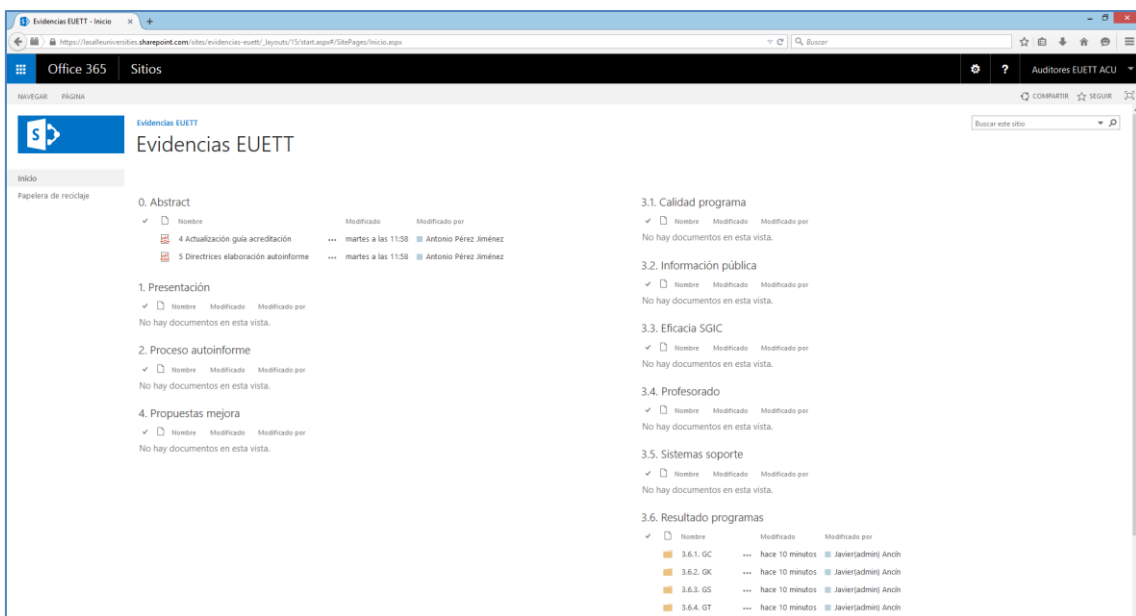 Evidencias EUETT - Inicio
https://lasalleuniversities.sharepoint.com/sites/evidencias-euett/_layouts/15/start.aspx#/SitePages/Inicio.aspx
Buscar
Office 365 Sitios
? Auditores EUETT ACU
NAVEGAR PÁGINA
COMPARTIR SEGUIR
S
Evidencias EUETT
Evidencias EUETT
Buscar este sitio
Inicio
Papelera de reciclaje
0. Abstract
Nombre Modificado Modificado por
4 Actualización guía acreditación ... martes a las 11:58 Antonio Pérez Jiménez
5 Directrices elaboración autoinforme ... martes a las 11:58 Antonio Pérez Jiménez
1. Presentación
Nombre Modificado Modificado por
No hay documentos en esta vista.
2. Proceso autoinforme
Nombre Modificado Modificado por
No hay documentos en esta vista.
4. Propuestas mejora
Nombre Modificado Modificado por
No hay documentos en esta vista.
3.1. Calidad programa
Nombre Modificado Modificado por
No hay documentos en esta vista.
3.2. Información pública
Nombre Modificado Modificado por
No hay documentos en esta vista.
3.3. Eficacia SGIC
Nombre Modificado Modificado por
No hay documentos en esta vista.
3.4. Profesorado
Nombre Modificado Modificado por
No hay documentos en esta vista.
3.5. Sistemas soporte
Nombre Modificado Modificado por
No hay documentos en esta vista.
3.6. Resultado programas
Nombre Modificado Modificado por
3.6.1. GC ... hace 10 minutos Javier(admin) Ancín
3.6.2. GK ... hace 10 minutos Javier(admin) Ancín
3.6.3. GS ... hace 10 minutos Javier(admin) Ancín
3.6.4. GT ... hace 10 minutos Javier(admin) Ancín